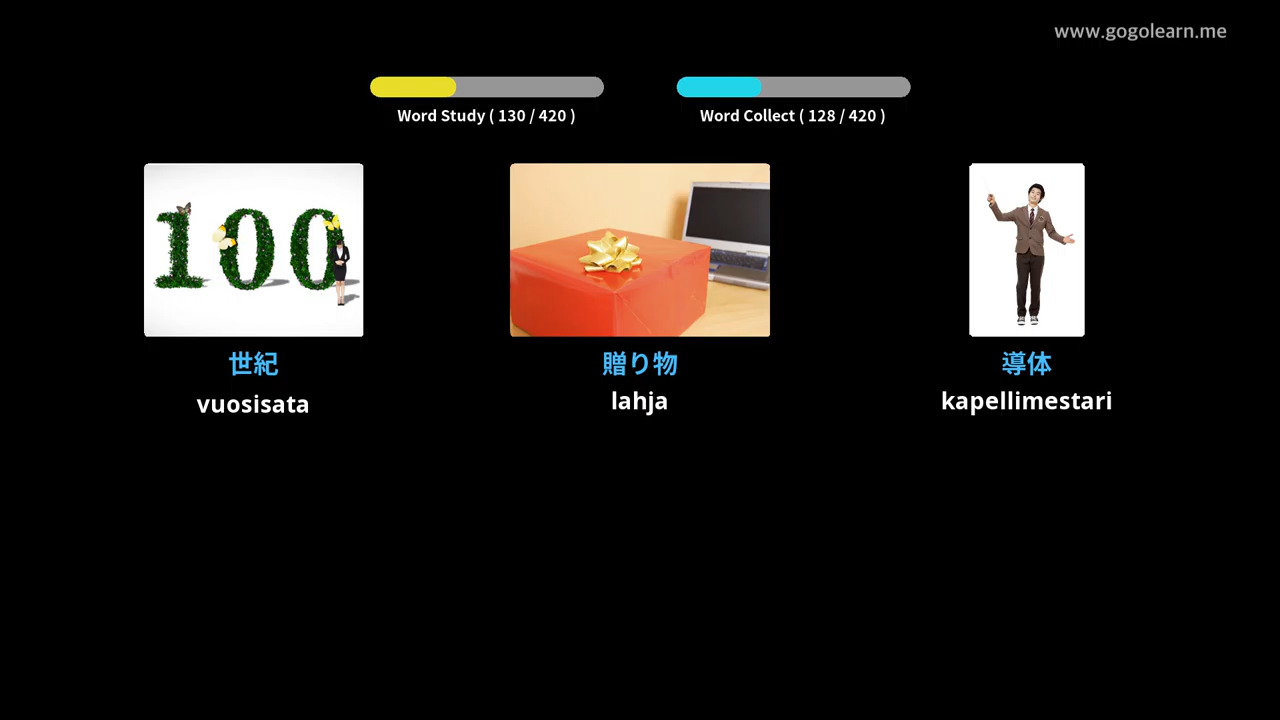 www.gogolearn.me
Word Study ( 130 / 420 )
Word Collect ( 128 / 420 )
100
世紀
贈り物
導体
vuosisata
lahja
kapellimestari